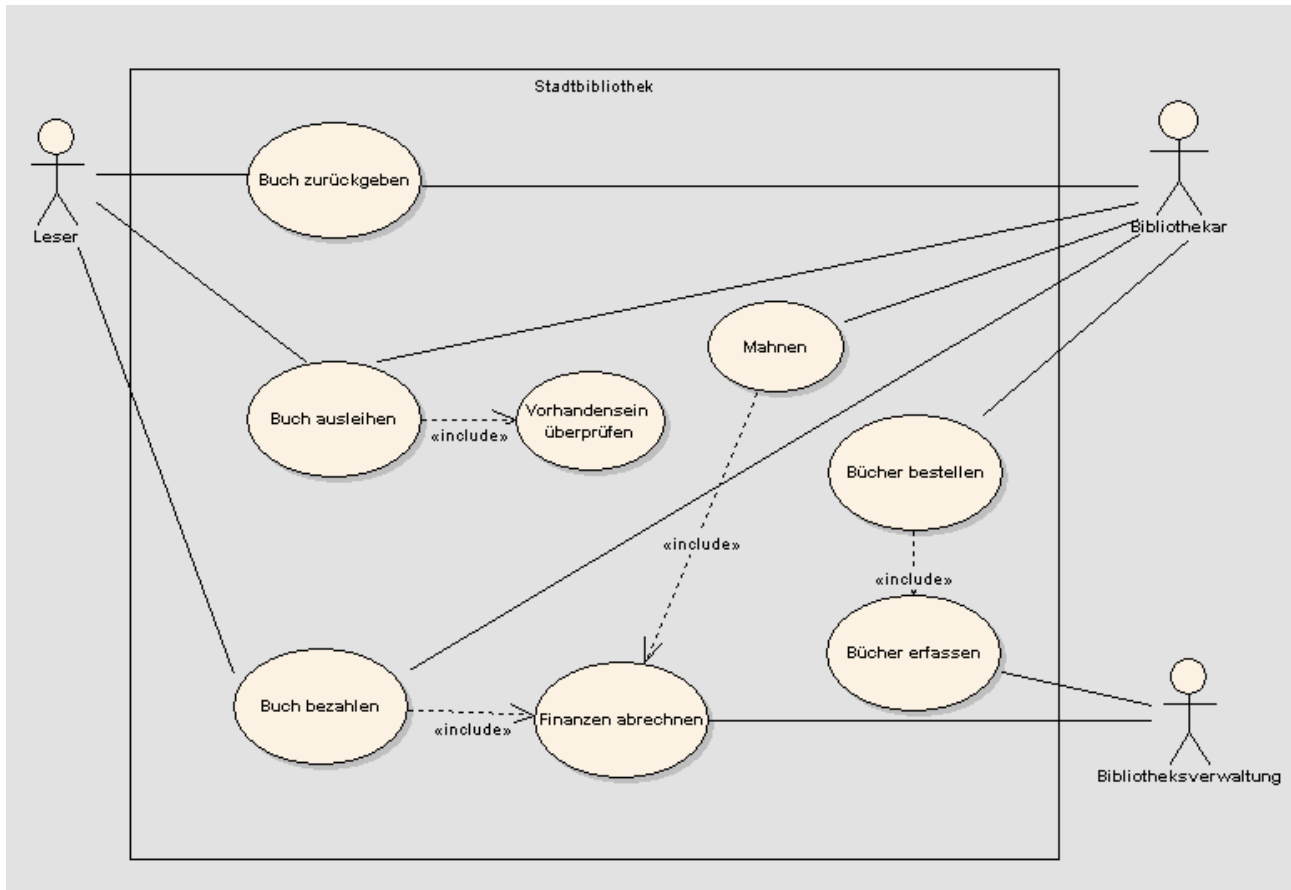 Stadtbibliothek
Buch zurückgeben
Leser
Bibliothekar
Mahnen
Buch ausleihen
«include»
Vorhandensein
überprüfen
Bücher bestellen
«include»
«include»
Bücher erfassen
Buch bezahlen
«include»
Finanzen abrechnen
Bibliotheksverwaltung